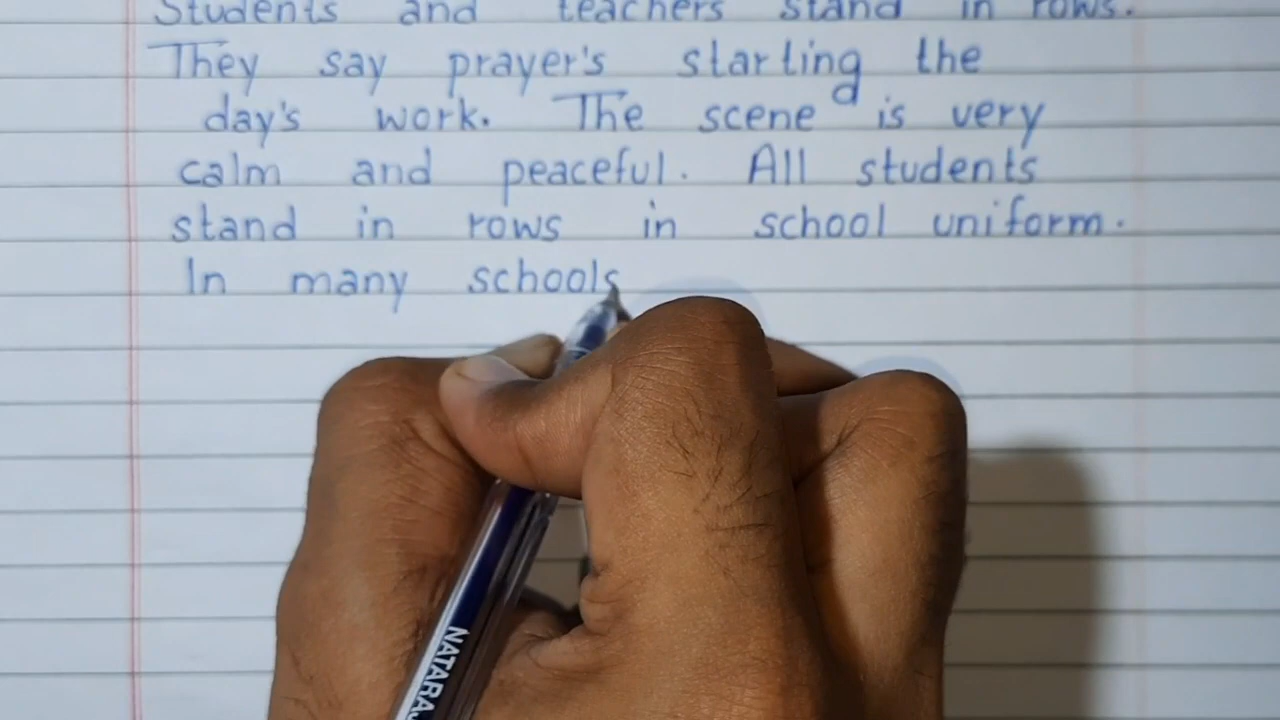 Students and teachers stand in rows.
They say prayer's starting the
day's work. The scene is very
calm and peaceful. All students
stand in rows in school uniform.
In many schools
NATARAJ